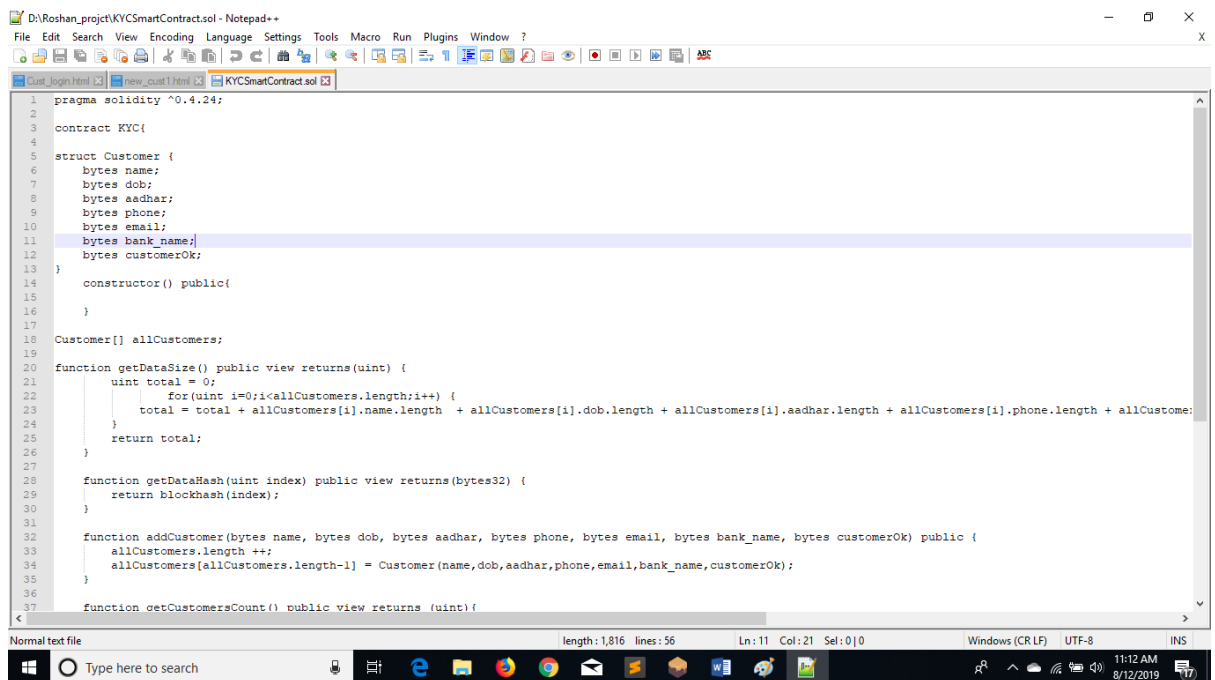 D:\Roshan_projct\KYCSmartContract.sol - Notepad++
File Edit Search View Encoding Language Settings Tools Macro Run Plugins Window ? X
Cust_login.html new_cust1.html KYCSmartContract.sol
1 pragma solidity ^0.4.24;
2
3 contract KYC{
4
5 struct Customer {
6 bytes name;
7 bytes dob;
8 bytes aadhar;
9 bytes phone;
10 bytes email;
11 bytes bank_name;
12 bytes customerOk;
13 }
14 constructor() public{
15
16 }
17
18 Customer[] allCustomers;
19
20 function getDataSize() public view returns(uint) {
21 uint total = 0;
22 for(uint i=0;i<allCustomers.length;i++) {
23 total = total + allCustomers[i].name.length + allCustomers[i].dob.length + allCustomers[i].aadhar.length + allCustomers[i].phone.length + allCustome
24 }
25 return total;
26 }
27
28 function getDataHash(uint index) public view returns(bytes32) {
29 return blockhash(index);
30 }
31
32 function addCustomer(bytes name, bytes dob, bytes aadhar, bytes phone, bytes email, bytes bank_name, bytes customerOk) public {
33 allCustomers.length ++;
34 allCustomers[allCustomers.length-1] = Customer(name,dob,aadhar,phone,email,bank_name,customerOk);
35 }
36
37 function getCustomersCount() public view returns (uint){
Normal text file length : 1,816 lines : 56 Ln : 11 Col : 21 Sel : 0 | 0 Windows (CR LF) UTF-8 INS
Type here to search 11:12 AM
8/12/2019 17